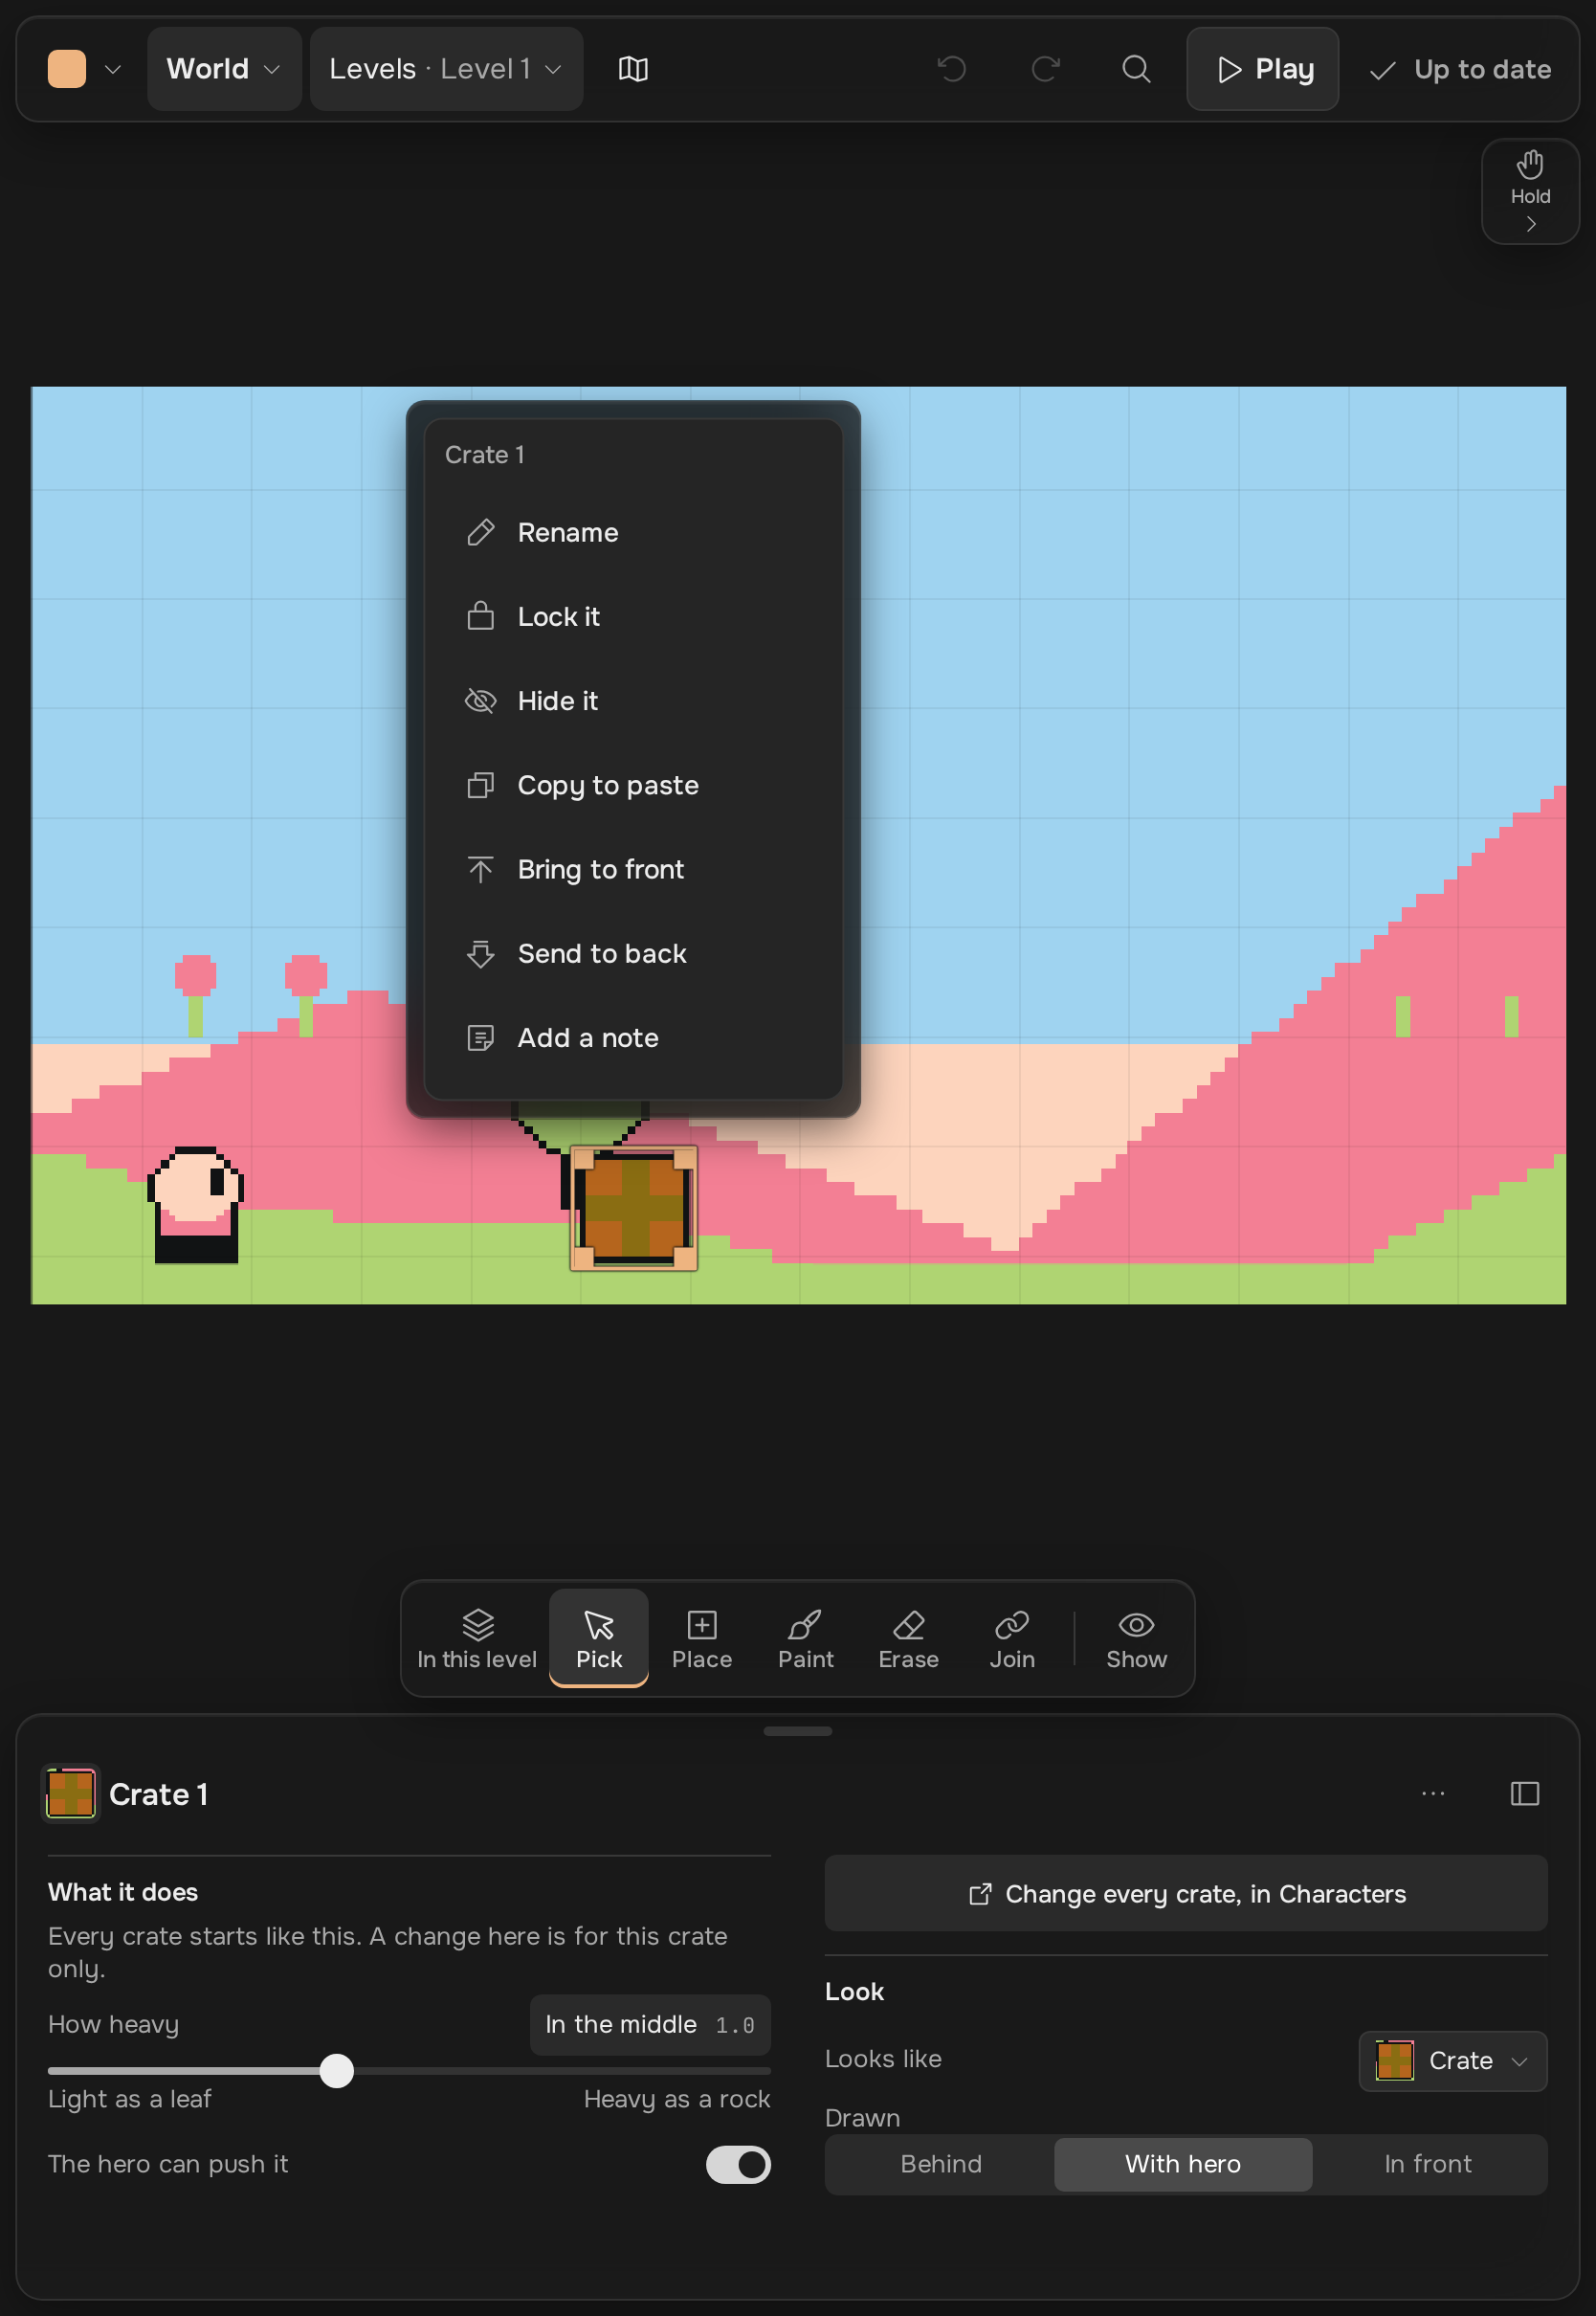 World
Levels · Level 1
Play
Up to date
Hold
Crate 1
Rename
Lock it
Hide it
Copy to paste
Bring to front
Send to back
Add a note
In this level
Pick
Place
Paint
Erase
Join
Show
Crate 1
What it does
Every crate starts like this. A change here is for this crate
only.
How heavy
In the middle 1.0
Light as a leaf
Heavy as a rock
The hero can push it
Change every crate, in Characters
Look
Looks like
Crate
Drawn
Behind
With hero
In front